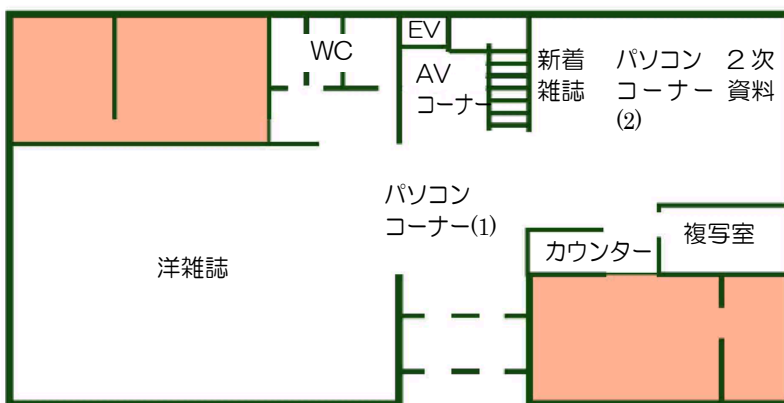 EV
WC
AV
コーナー
新着
雑誌
パソコン
コーナー
(2)
２次
資料
パソコン
コーナー(1)
洋雑誌
カウンター
複写室